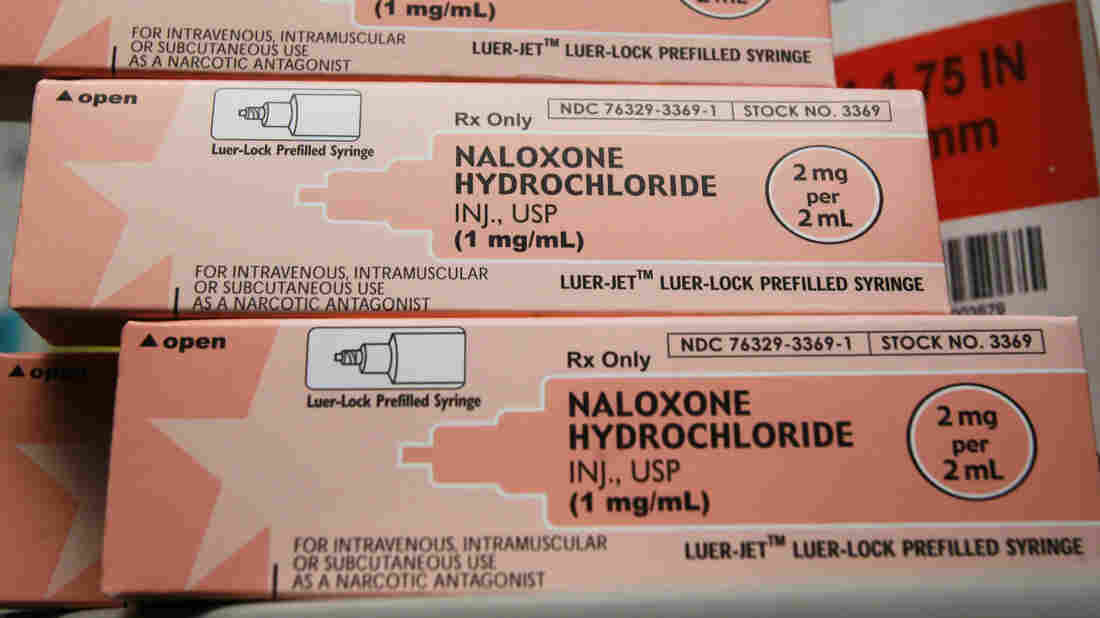 (1 mg/mL)
FOR INTRAVENOUS, INTRAMUSCULAR
OR SUBCUTANEOUS USE
AS A NARCOTIC ANTAGONIST
LUER-JET™ LUER-LOCK PREFILLED SYRINGE
2 mL
1.75 IN
mm
▲ open
Luer-Lock Prefilled Syringe
Rx Only
NDC 76329-3369-1 STOCK NO. 3369
NALOXONE
HYDROCHLORIDE
INJ., USP
(1 mg/mL)
2 mg
per
2 mL
FOR INTRAVENOUS, INTRAMUSCULAR
OR SUBCUTANEOUS USE
AS A NARCOTIC ANTAGONIST
LUER-JET™ LUER-LOCK PREFILLED SYRINGE
▲ open
▲ open
Luer-Lock Prefilled Syringe
Rx Only
NDC 76329-3369-1 STOCK NO. 3369
NALOXONE
HYDROCHLORIDE
INJ., USP
(1 mg/mL)
2 mg
per
2 mL
FOR INTRAVENOUS, INTRAMUSCULAR
OR SUBCUTANEOUS USE
AS A NARCOTIC ANTAGONIST
LUER-JET™ LUER-LOCK PREFILLED SYRINGE